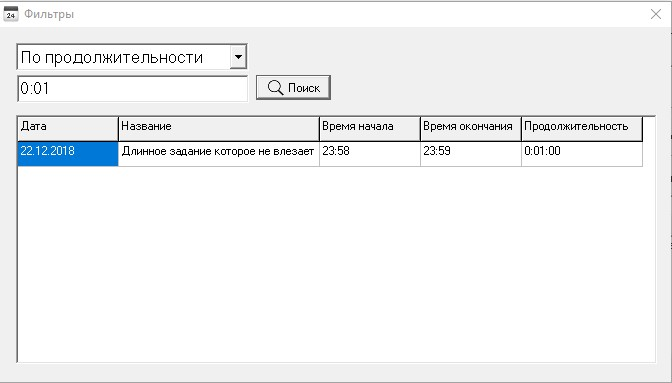 24 Фильтры
По продолжительности
0:01 Поиск
Дата Название Время начала Время окончания Продолжительность
22.12.2018 Длинное задание которое не влезает 23:58 23:59 0:01:00